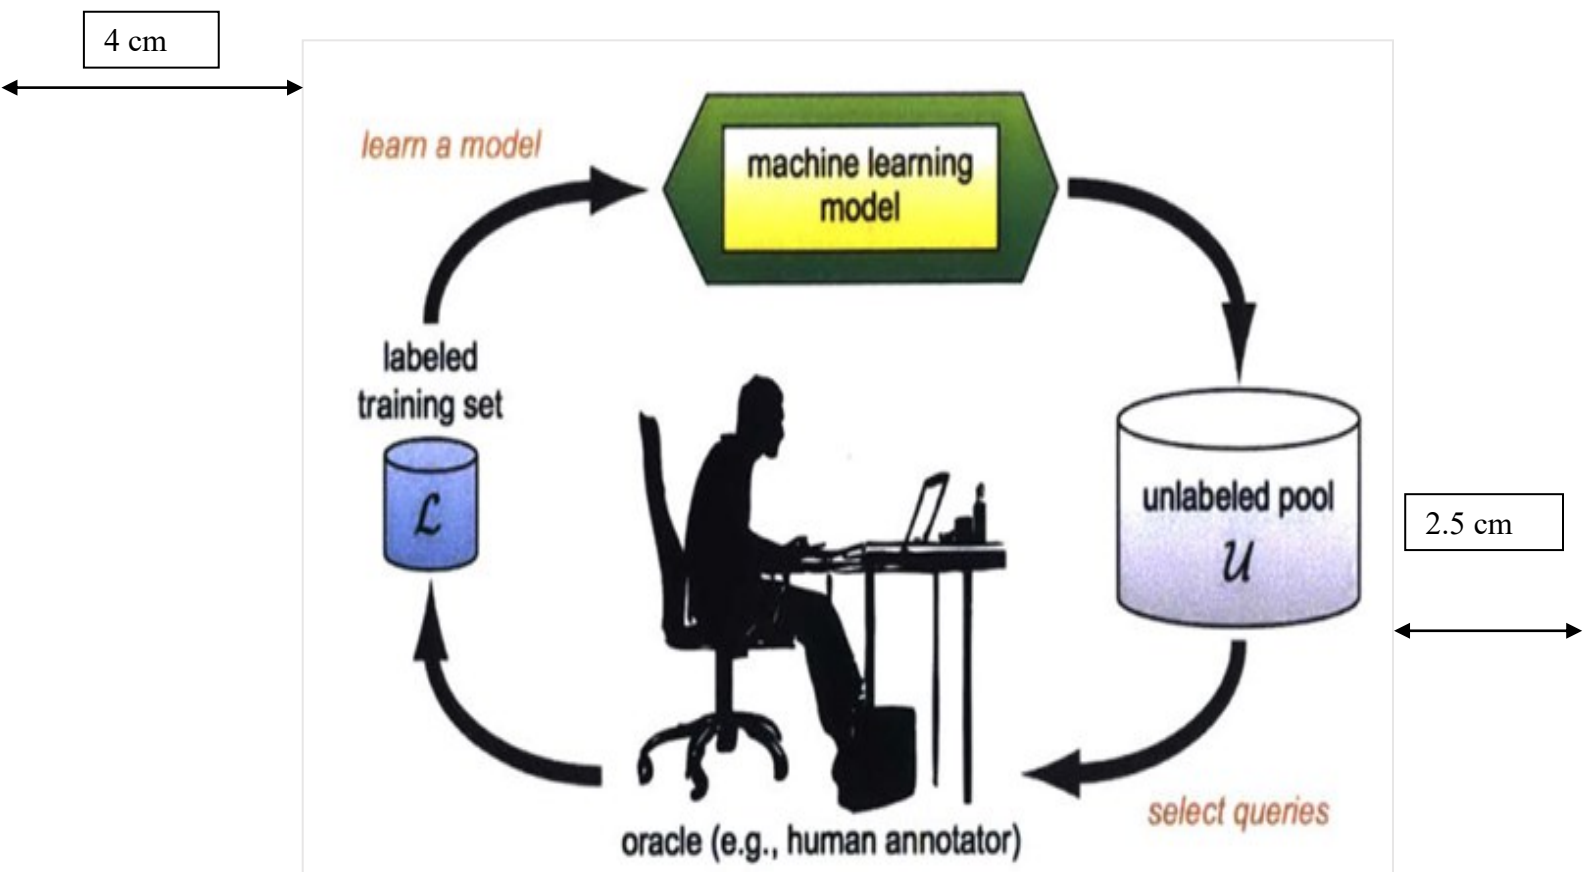 4 cm
learn a model
machine learning
model
labeled
training set
ℒ
unlabeled pool
𝒰
2.5 cm
select queries
oracle (e.g., human annotator)